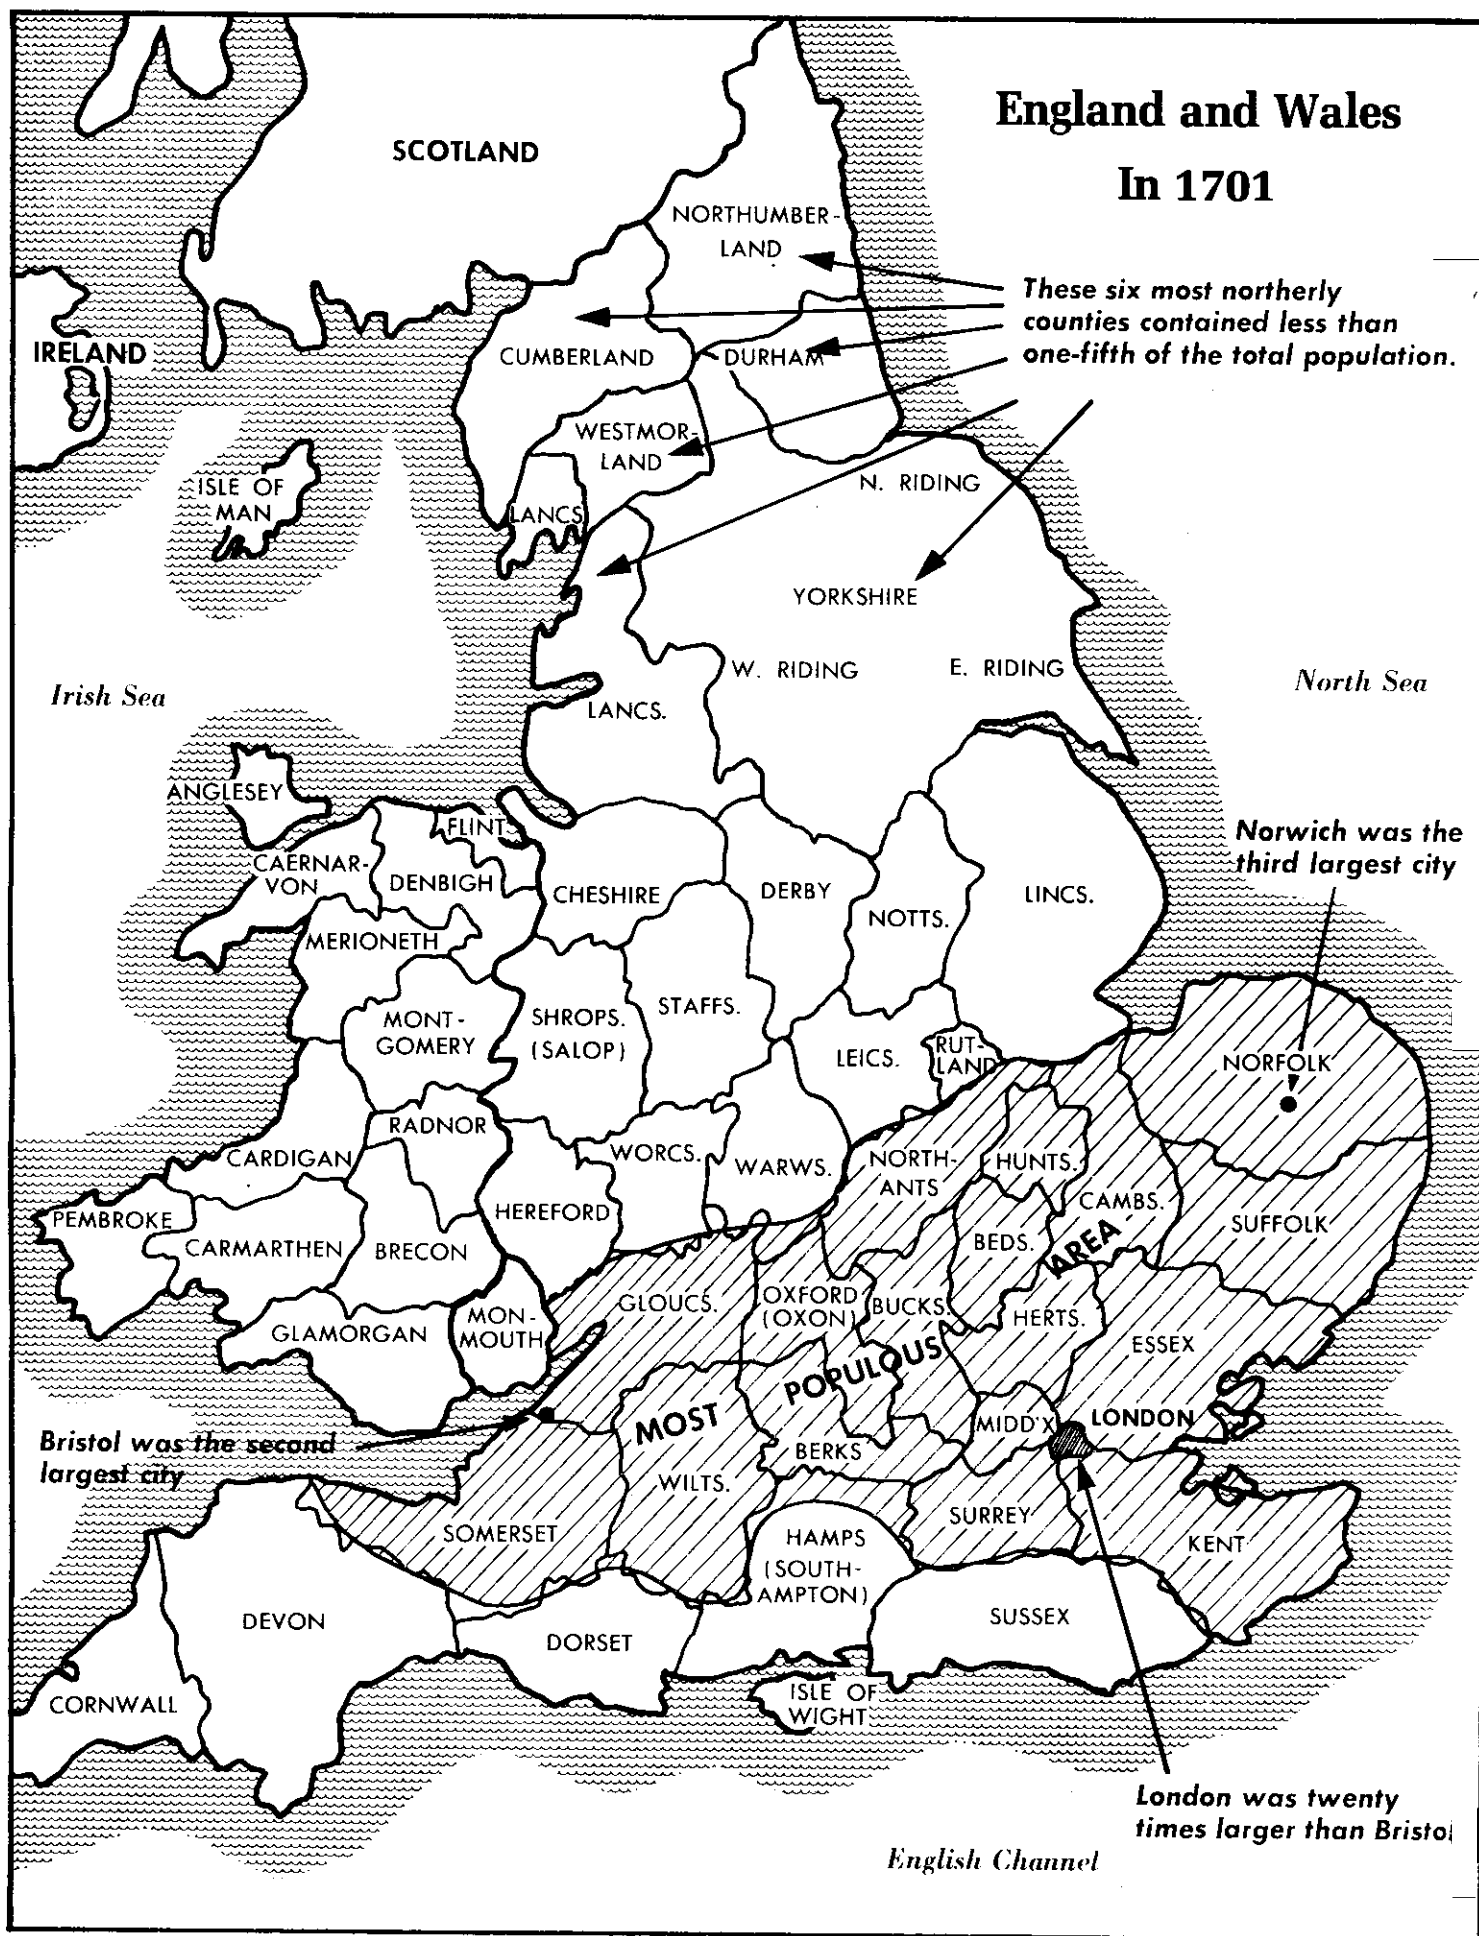 England and Wales
In 1701
SCOTLAND
NORTHUMBER-
LAND
These six most northerly
counties contained less than
one-fifth of the total population.
IRELAND
CUMBERLAND
DURHAM
WESTMOR-
LAND
ISLE OF
MAN
LANCS
N. RIDING
YORKSHIRE
W. RIDING
E. RIDING
Irish Sea
North Sea
LANCS.
ANGLESEY
FLINT
CAERNAR-
VON
DENBIGH
CHESHIRE
DERBY
NOTTS.
LINCS.
Norwich was the
third largest city
MERIONETH
MONT-
GOMERY
SHROPS.
(SALOP)
STAFFS.
LEICS.
RUT-
LAND
NORFOLK
RADNOR
CARDIGAN
WORCS.
WARWS.
NORTH-
ANTS
HUNTS.
CAMBS.
PEMBROKE
CARMARTHEN
BRECON
HEREFORD
BEDS.
AREA
SUFFOLK
GLAMORGAN
MON-
MOUTH
GLOUCS.
OXFORD
(OXON)
BUCKS.
HERTS.
ESSEX
POPULOUS
MOST
MIDD'X
LONDON
Bristol was the second
largest city
BERKS
WILTS.
SOMERSET
HAMPS
(SOUTH-
AMPTON)
SURREY
KENT
DEVON
DORSET
SUSSEX
CORNWALL
ISLE OF
WIGHT
London was twenty
times larger than Bristol
English Channel